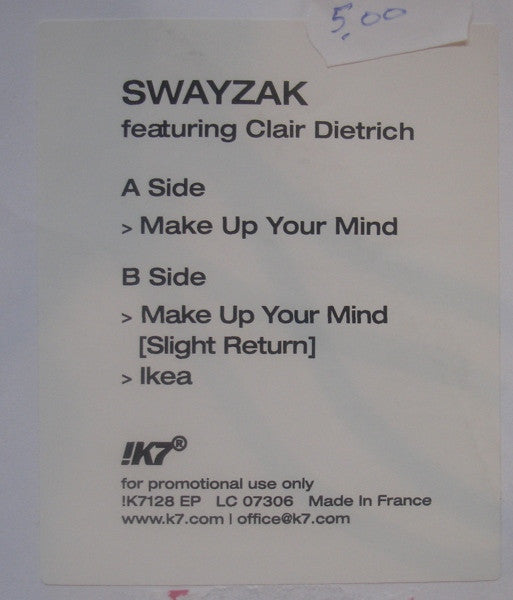 5,00
SWAYZAK
featuring Clair Dietrich
A Side
> Make Up Your Mind
B Side
> Make Up Your Mind
[Slight Return]
> Ikea
!K7®
for promotional use only
!K7128 EP LC 07306 Made In France
www.k7.com | office@k7.com